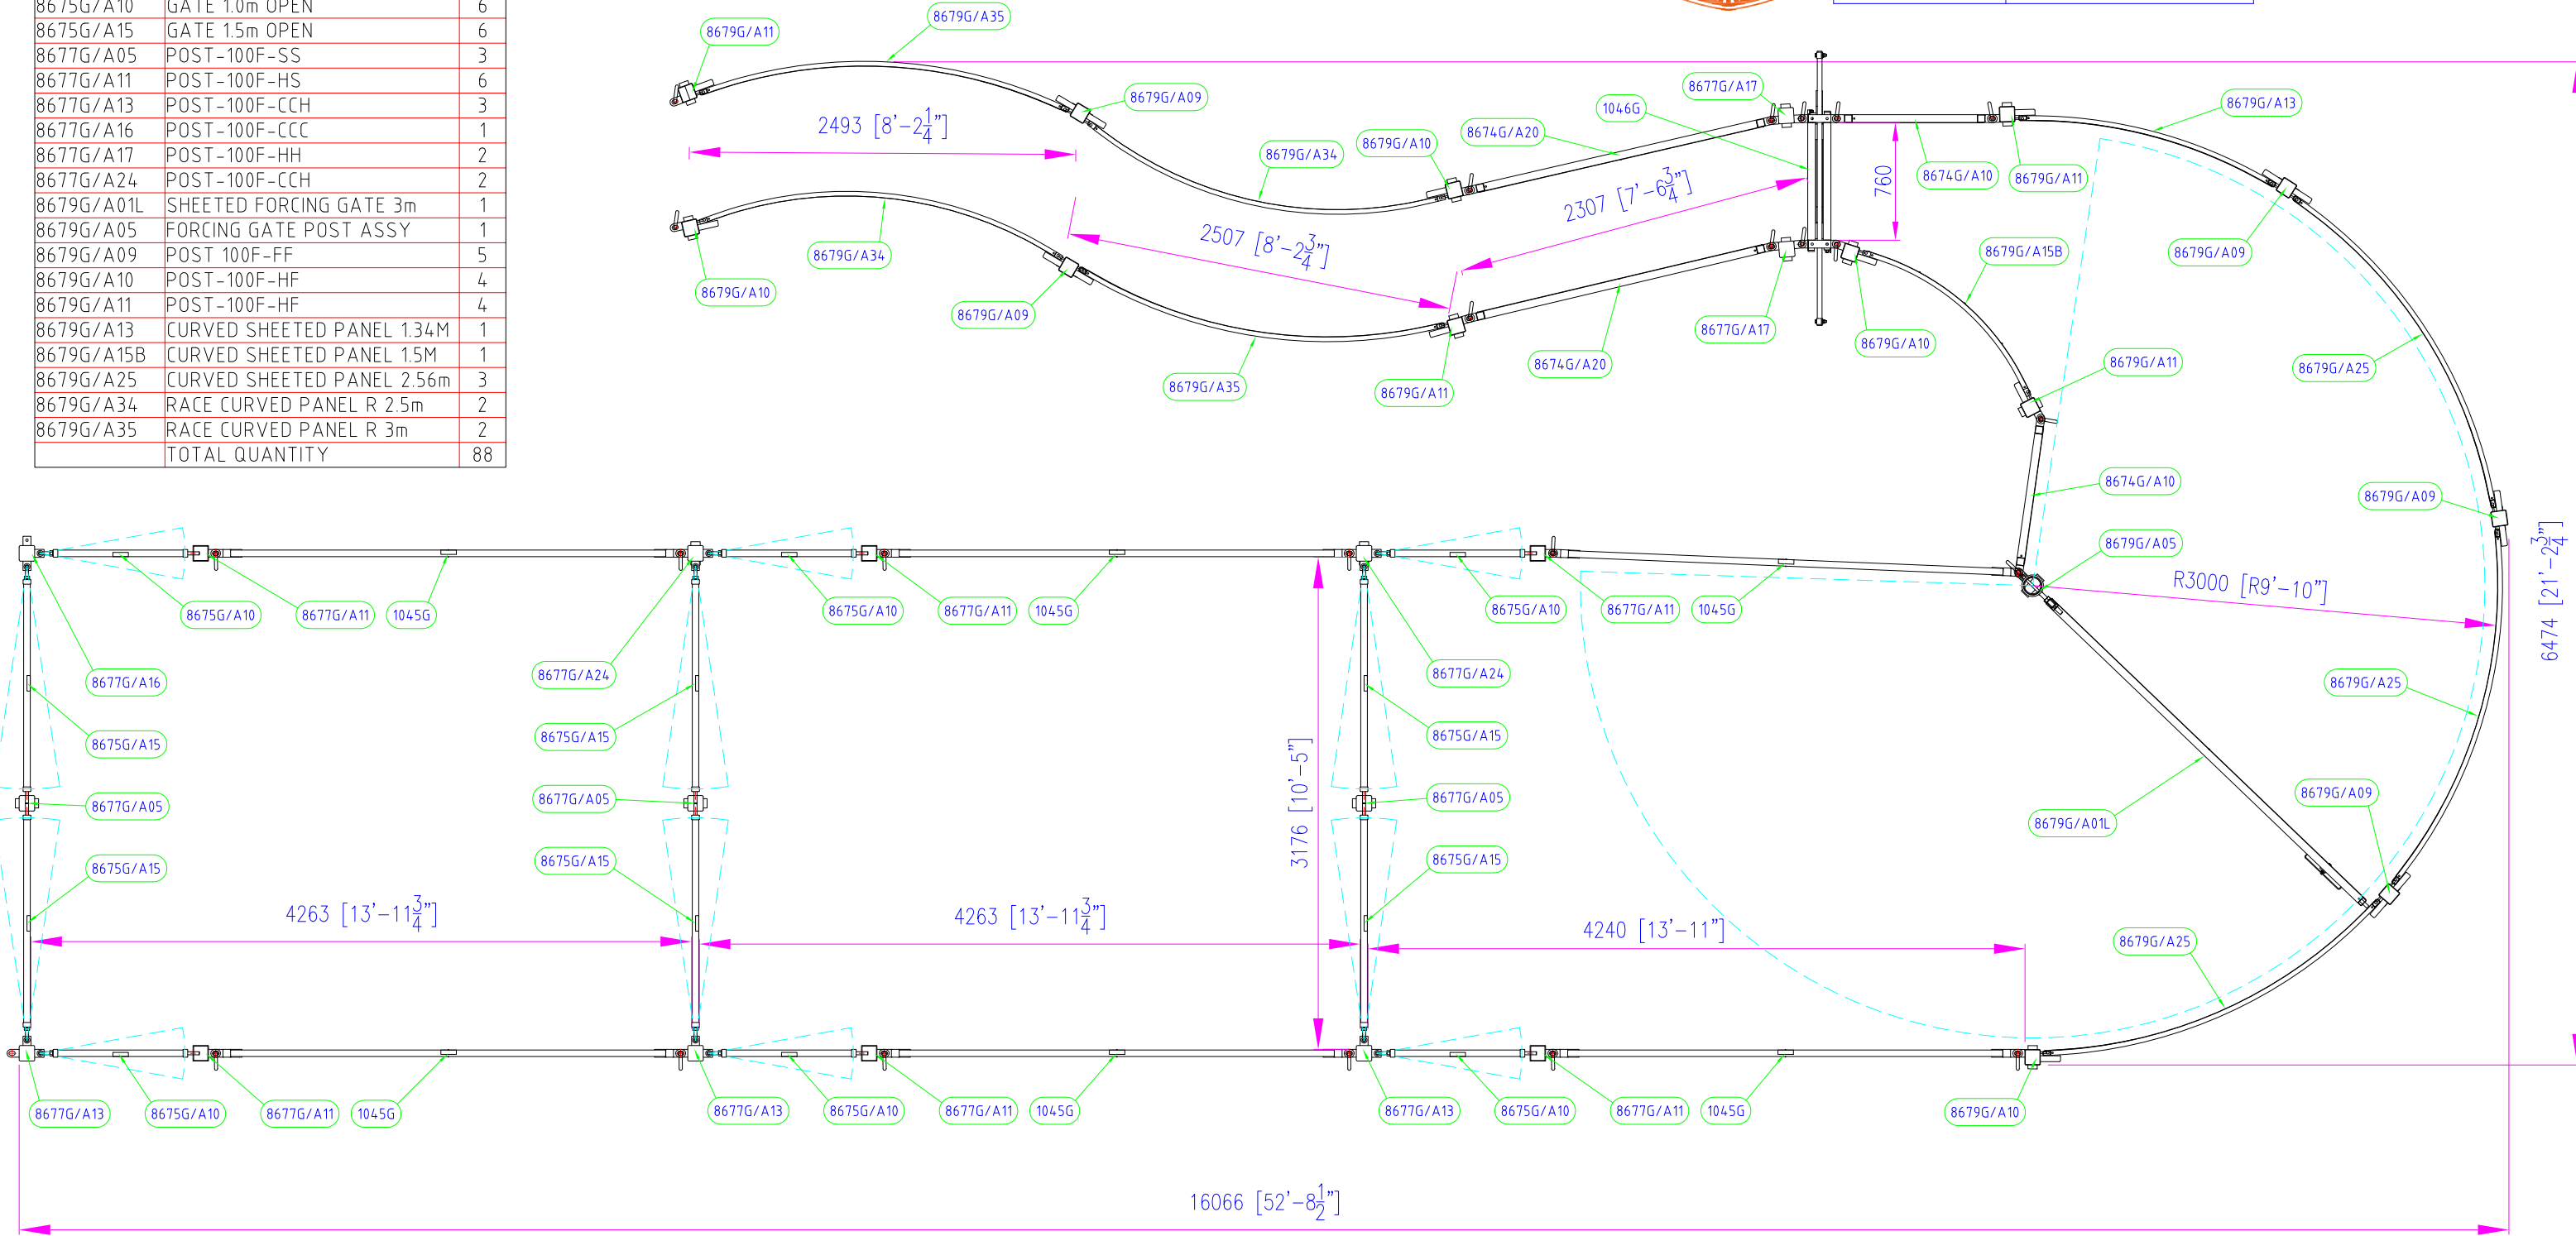 8675G/A10 GATE 1.0m OPEN 6
8675G/A15 GATE 1.5m OPEN 6
8677G/A05 POST-100F-SS 3
8677G/A11 POST-100F-HS 6
8677G/A13 POST-100F-CCH 3
8677G/A16 POST-100F-CCC 1
8677G/A17 POST-100F-HH 2
8677G/A24 POST-100F-CCH 2
8679G/A01L SHEETED FORCING GATE 3m 1
8679G/A05 FORCING GATE POST ASSY 1
8679G/A09 POST 100F-FF 5
8679G/A10 POST-100F-HF 4
8679G/A11 POST-100F-HF 4
8679G/A13 CURVED SHEETED PANEL 1.34M 1
8679G/A15B CURVED SHEETED PANEL 1.5M 1
8679G/A25 CURVED SHEETED PANEL 2.56m 3
8679G/A34 RACE CURVED PANEL R 2.5m 2
8679G/A35 RACE CURVED PANEL R 3m 2
TOTAL QUANTITY 88
8679G/A35
8679G/A11
8677G/A17
8679G/A09
1046G
8679G/A13
2493 [8'-2 1/4"]
8674G/A20
8679G/A10
8679G/A34
8674G/A10
8679G/A11
760
2307 [7'-6 3/4"]
2507 [8'-2 3/4"]
8679G/A34
8679G/A15B
8679G/A09
8679G/A10
8679G/A09
8677G/A17
8679G/A10
8674G/A20
8679G/A11
8679G/A25
8679G/A35
8679G/A11
8674G/A10
8679G/A09
8679G/A05
6474 [21'-2 3/4"]
R3000 [R9'-10"]
8675G/A10
8677G/A11
1045G
8675G/A10
8677G/A11
1045G
8675G/A10
8677G/A11
1045G
8677G/A16
8677G/A24
8677G/A24
8679G/A25
8675G/A15
8675G/A15
8675G/A15
8677G/A05
8677G/A05
8677G/A05
8679G/A09
3176 [10'-5"]
8679G/A01L
8675G/A15
8675G/A15
8675G/A15
4263 [13'-11 3/4"]
4263 [13'-11 3/4"]
4240 [13'-11"]
8679G/A25
8677G/A13
8675G/A10
8677G/A11
1045G
8677G/A13
8675G/A10
8677G/A11
1045G
8677G/A13
8675G/A10
8677G/A11
1045G
8679G/A10
16066 [52'-8 1/2"]